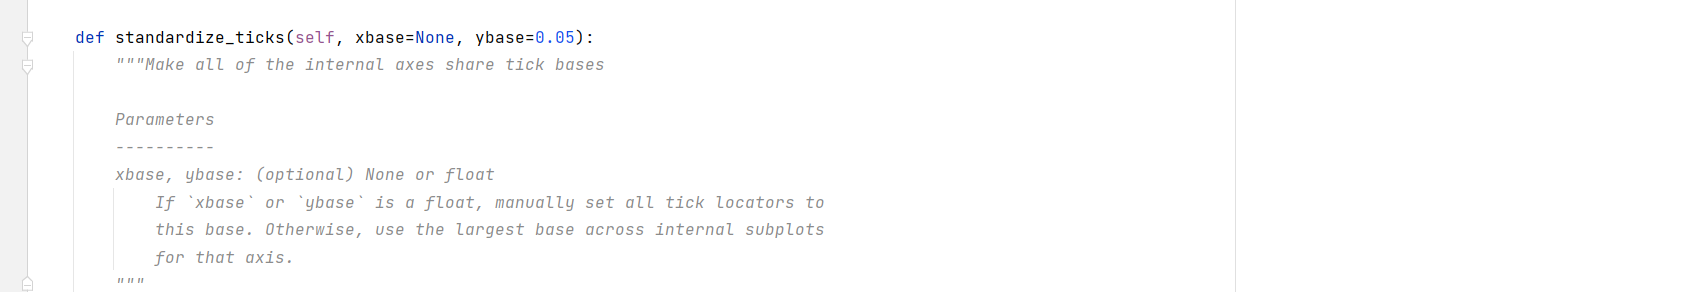 def standardize_ticks(self, xbase=None, ybase=0.05):
"""Make all of the internal axes share tick bases
Parameters
----------
xbase, ybase: (optional) None or float
If `xbase` or `ybase` is a float, manually set all tick locators to
this base. Otherwise, use the largest base across internal subplots
for that axis.
"""